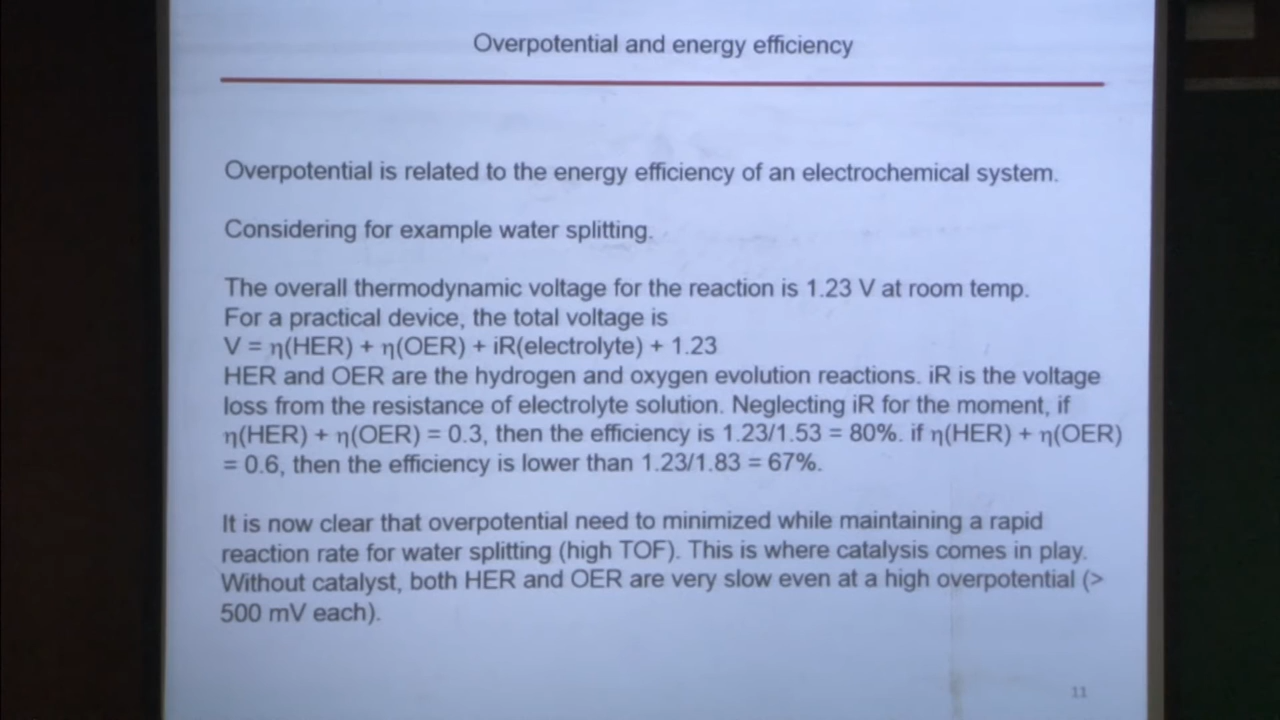 Overpotential and energy efficiency
Overpotential is related to the energy efficiency of an electrochemical system.
Considering for example water splitting.
The overall thermodynamic voltage for the reaction is 1.23 V at room temp.
For a practical device, the total voltage is
V = η(HER) + η(OER) + iR(electrolyte) + 1.23
HER and OER are the hydrogen and oxygen evolution reactions. iR is the voltage
loss from the resistance of electrolyte solution. Neglecting iR for the moment, if
η(HER) + η(OER) = 0.3, then the efficiency is 1.23/1.53 = 80%. if η(HER) + η(OER)
= 0.6, then the efficiency is lower than 1.23/1.83 = 67%.
It is now clear that overpotential need to minimized while maintaining a rapid
reaction rate for water splitting (high TOF). This is where catalysis comes in play.
Without catalyst, both HER and OER are very slow even at a high overpotential (>
500 mV each).
11